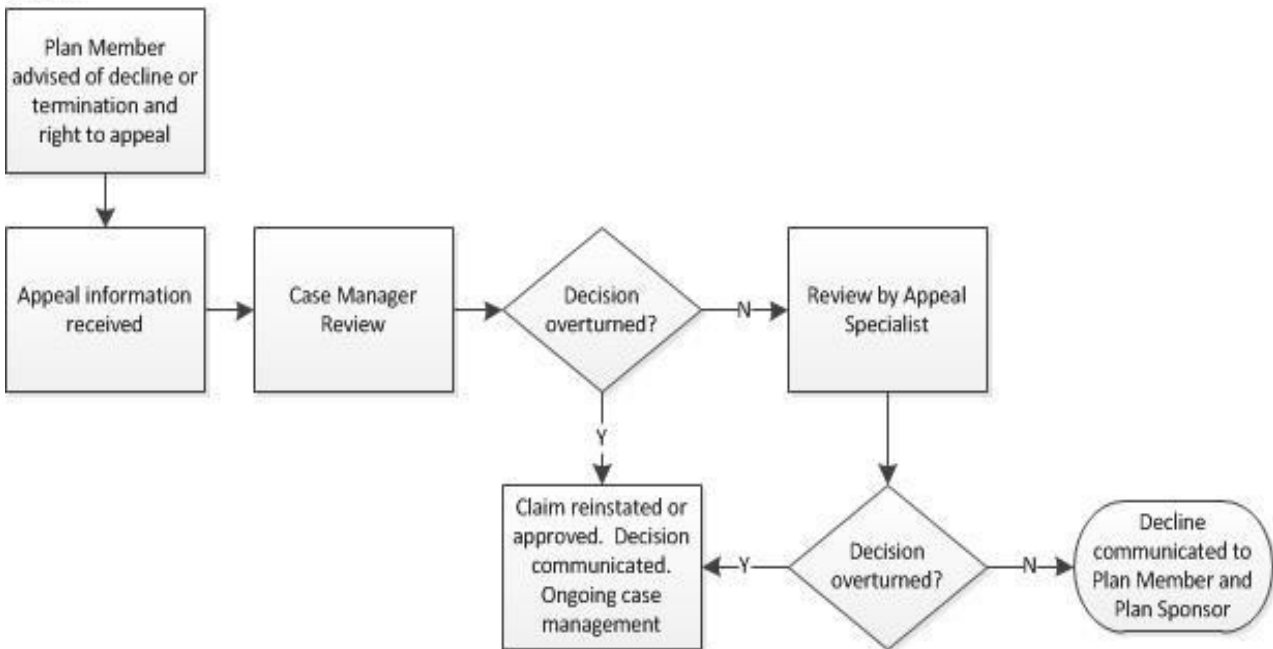 Plan Member
advised of decline or
termination and
right to appeal
Appeal information
received
Case Manager
Review
Decision
overturned?
N
Review by Appeal
Specialist
Y
Claim reinstated or
approved. Decision
communicated.
Ongoing case
management
Y
Decision
overturned?
N
Decline
communicated to
Plan Member and
Plan Sponsor